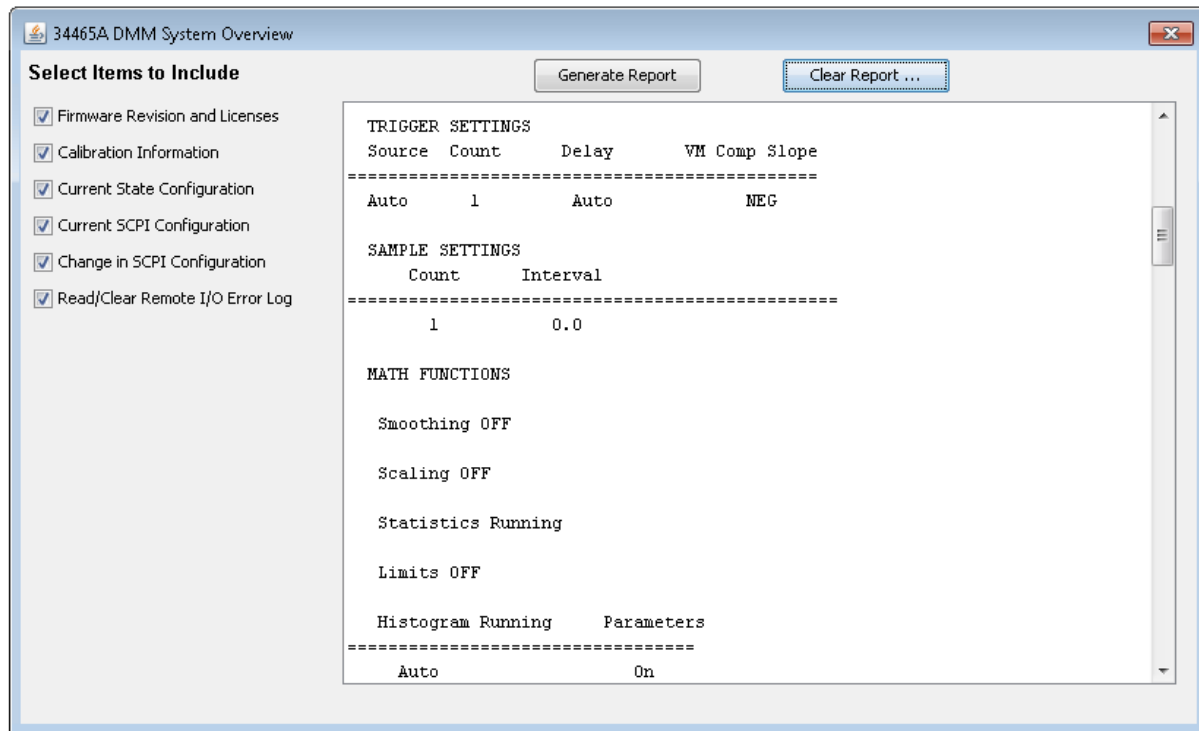 34465A DMM System Overview
Select Items to Include
Generate Report
Clear Report ...
Firmware Revision and Licenses
Calibration Information
Current State Configuration
Current SCPI Configuration
Change in SCPI Configuration
Read/Clear Remote I/O Error Log
TRIGGER SETTINGS
Source Count Delay VM Comp Slope
==============================================
Auto 1 Auto NEG
SAMPLE SETTINGS
Count Interval
================================================
1 0.0
MATH FUNCTIONS
Smoothing OFF
Scaling OFF
Statistics Running
Limits OFF
Histogram Running Parameters
==================================
Auto On